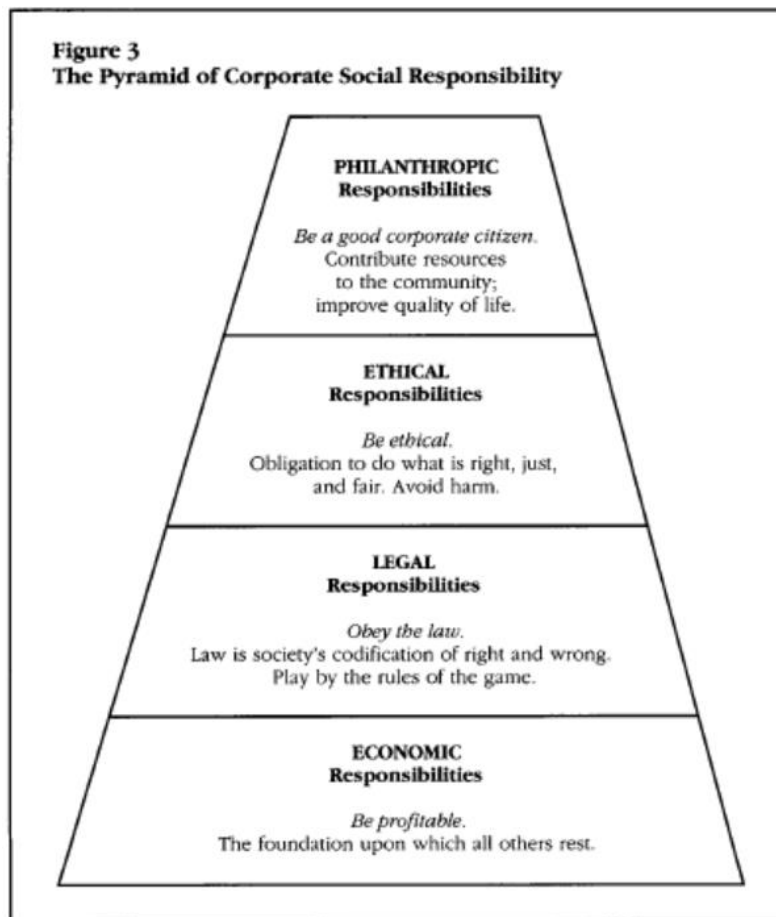 Figure 3
The Pyramid of Corporate Social Responsibility
PHILANTHROPIC
Responsibilities
Be a good corporate citizen.
Contribute resources
to the community;
improve quality of life.
ETHICAL
Responsibilities
Be ethical.
Obligation to do what is right, just,
and fair. Avoid harm.
LEGAL
Responsibilities
Obey the law.
Law is society's codification of right and wrong.
Play by the rules of the game.
ECONOMIC
Responsibilities
Be profitable.
The foundation upon which all others rest.